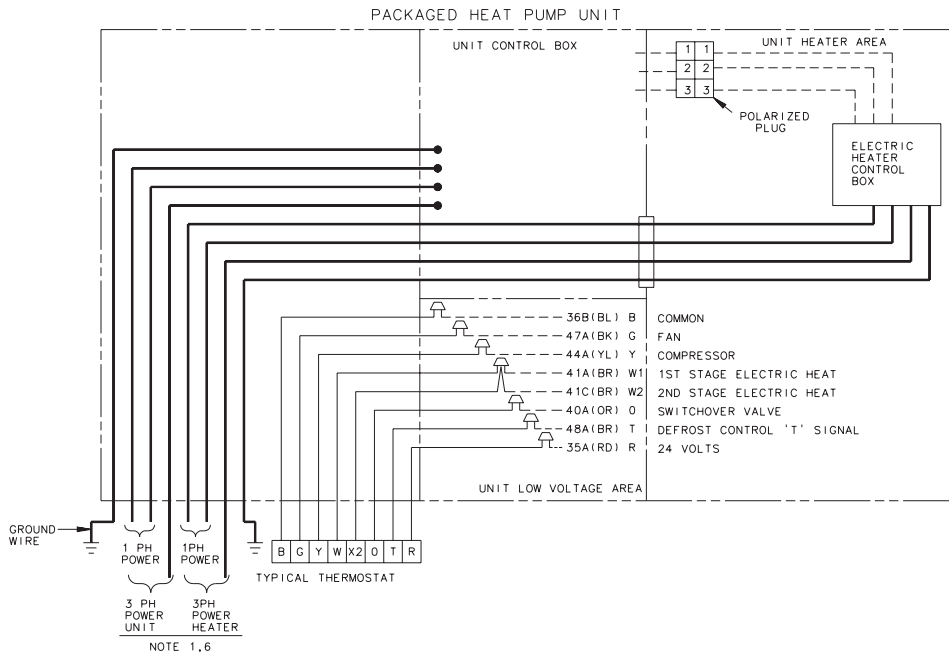 PACKAGED HEAT PUMP UNIT
UNIT CONTROL BOX
UNIT HEATER AREA
1 1
2 2
3 3
POLARIZED
PLUG
ELECTRIC
HEATER
CONTROL
BOX
36B(BL) B COMMON
47A(BK) G FAN
44A(YL) Y COMPRESSOR
41A(BR) W1 1ST STAGE ELECTRIC HEAT
41C(BR) W2 2ND STAGE ELECTRIC HEAT
40A(OR) O SWITCHOVER VALVE
48A(BR) T DEFROST CONTROL 'T' SIGNAL
35A(RD) R 24 VOLTS
UNIT LOW VOLTAGE AREA
GROUND
WIRE
1 PH
POWER
1PH
POWER
B G Y W X2 O T R
TYPICAL THERMOSTAT
3 PH
POWER
UNIT
3PH
POWER
HEATER
NOTE 1,6